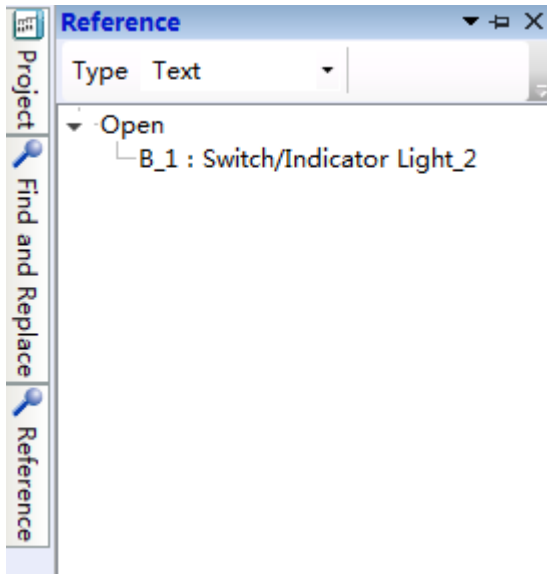 Reference
Type Text
Open
B_1 : Switch/Indicator Light_2
Project
Find and Replace
Reference